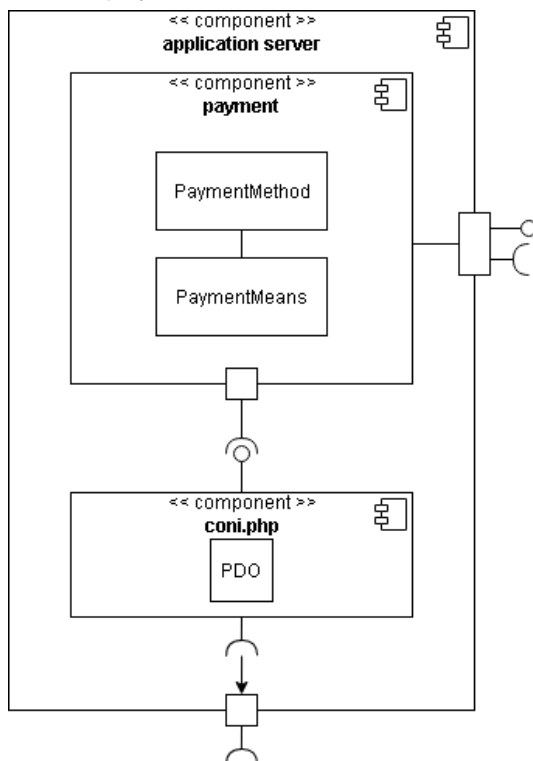 << component >>
application server
<< component >>
payment
PaymentMethod
PaymentMeans
<< component >>
coni.php
PDO